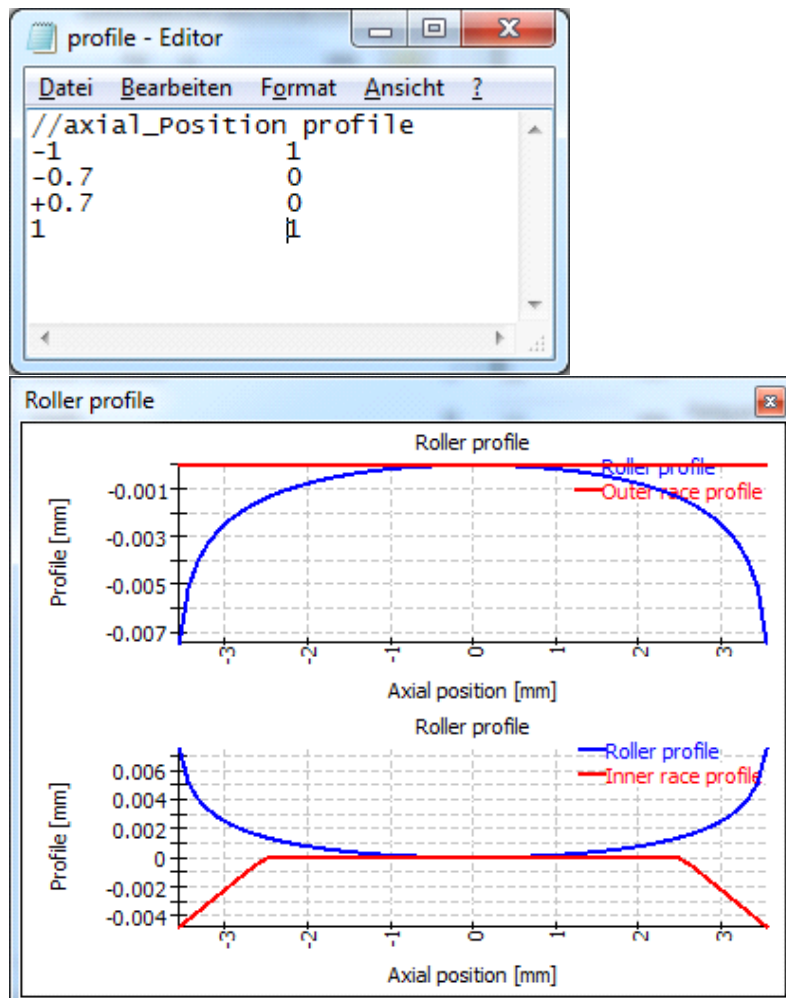 profile - Editor
Datei Bearbeiten Format Ansicht ?
//axial_Position profile
-1 1
-0.7 0
+0.7 0
1 1
Roller profile
Roller profile
Roller profile
Outer race profile
-0.001
-0.003
-0.005
-0.007
Profile [mm]
-3 -2 -1 0 1 2 3
Axial position [mm]
Roller profile
Roller profile
Inner race profile
0.006
0.004
0.002
0
-0.002
-0.004
Profile [mm]
-3 -2 -1 0 1 2 3
Axial position [mm]